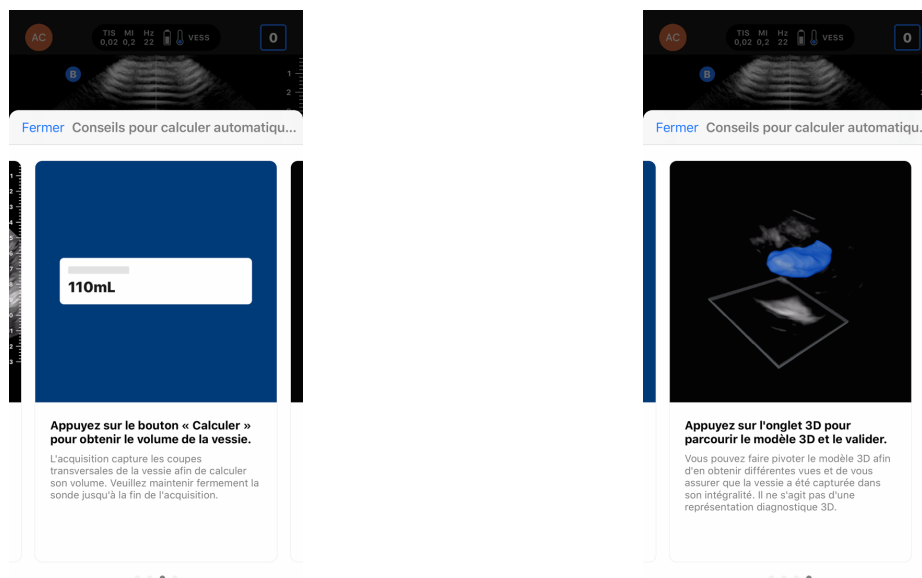 AC
TIS MI Hz
0,02 0,2 22
VESS
0
B
1
2
Fermer Conseils pour calculer automatiqu...
110mL
Appuyez sur le bouton « Calculer »
pour obtenir le volume de la vessie.
L'acquisition capture les coupes
transversales de la vessie afin de calculer
son volume. Veuillez maintenir fermement la
sonde jusqu'à la fin de l'acquisition.
AC
TIS MI Hz
0,02 0,2 22
VESS
0
B
Fermer Conseils pour calculer automatiqu.
Appuyez sur l'onglet 3D pour
parcourir le modèle 3D et le valider.
Vous pouvez faire pivoter le modèle 3D afin
d'en obtenir différentes vues et de vous
assurer que la vessie a été capturée dans
son intégralité. Il ne s'agit pas d'une
représentation diagnostique 3D.